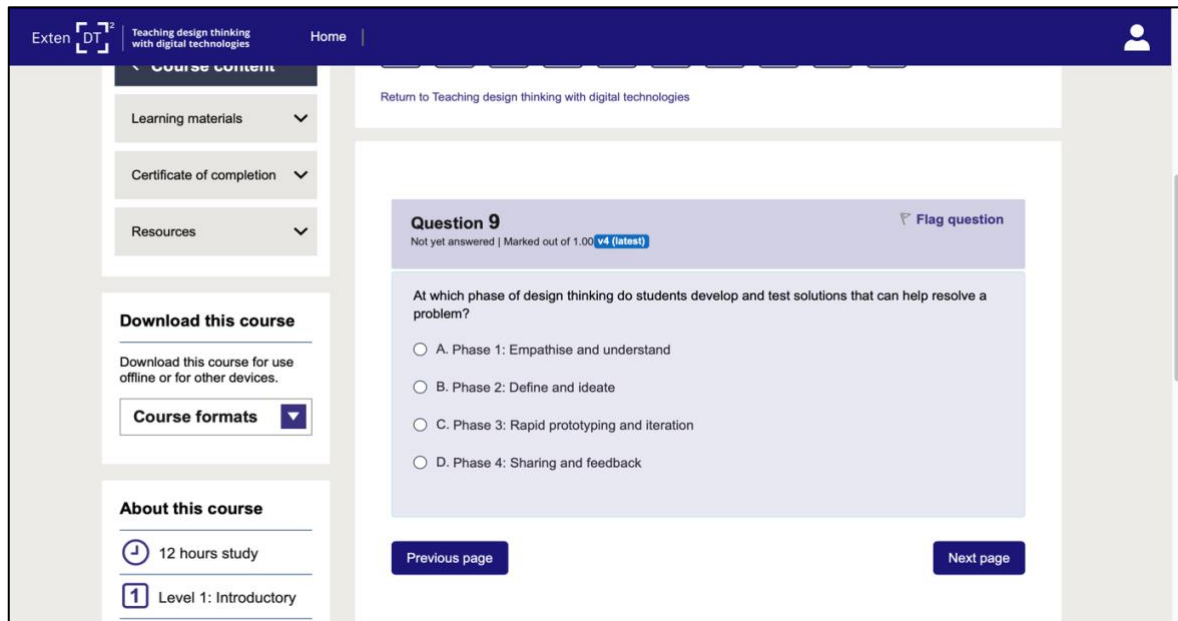 Exten DT 2
Teaching design thinking
with digital technologies
Home
Course content
Return to Teaching design thinking with digital technologies
Learning materials
Certificate of completion
Resources
Download this course
Download this course for use
offline or for other devices.
Course formats
About this course
12 hours study
1 Level 1: Introductory
Question 9
Flag question
Not yet answered | Marked out of 1.00 v4 (latest)
At which phase of design thinking do students develop and test solutions that can help resolve a
problem?
A. Phase 1: Empathise and understand
B. Phase 2: Define and ideate
C. Phase 3: Rapid prototyping and iteration
D. Phase 4: Sharing and feedback
Previous page
Next page